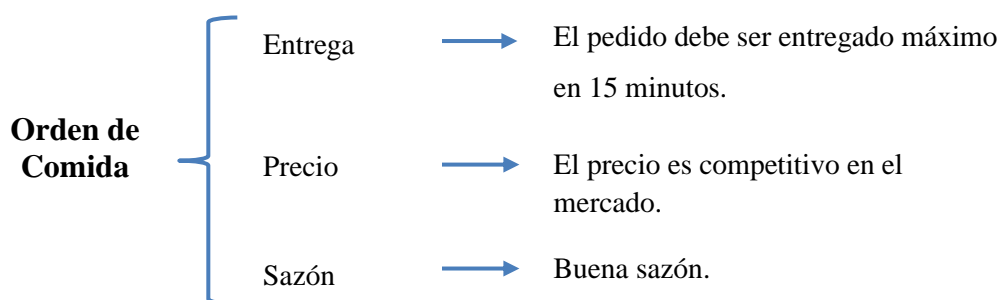 Orden de
Comida
Entrega
El pedido debe ser entregado máximo
en 15 minutos.
Precio
El precio es competitivo en el
mercado.
Sazón
Buena sazón.